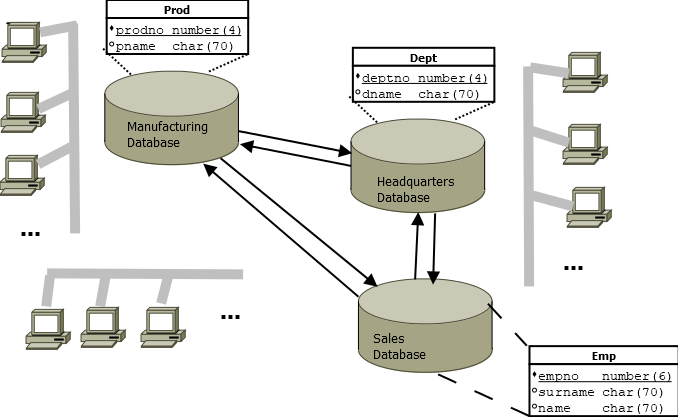 Prod
prodno number(4)
pname char(70)
Dept
deptno number(4)
dname char(70)
Manufacturing
Database
Headquarters
Database
...
...
...
Sales
Database
Emp
empno number(6)
surname char(70)
name char(70)